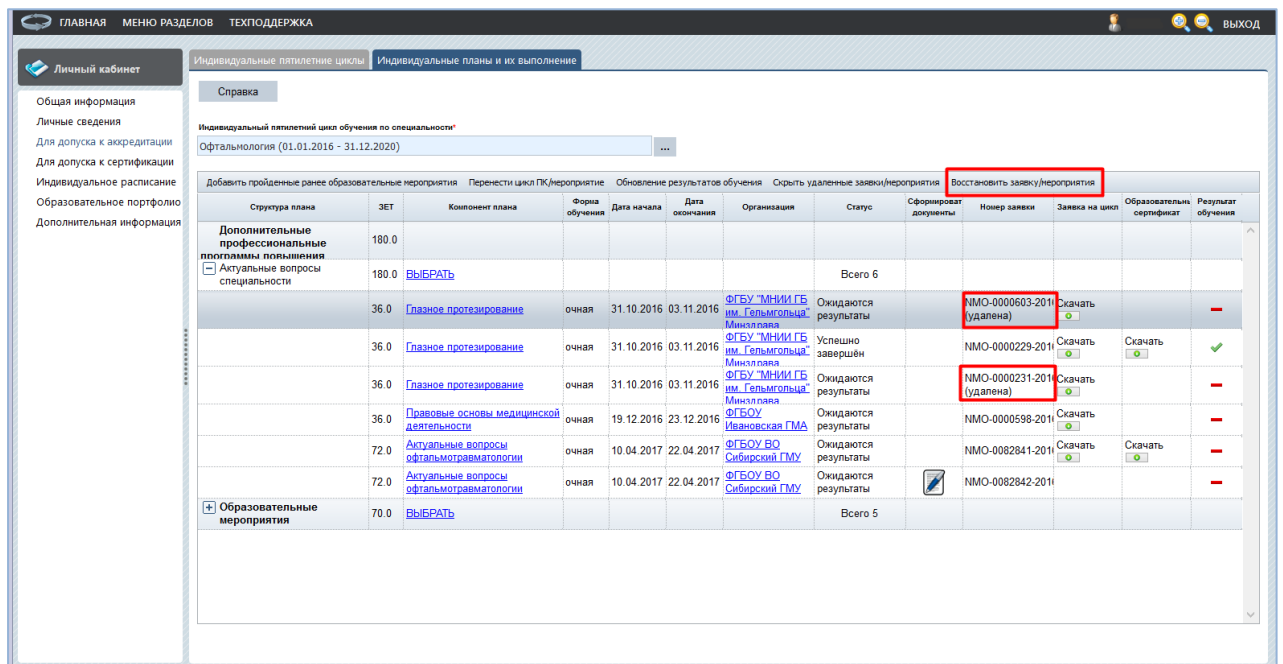 ГЛАВНАЯ МЕНЮ РАЗДЕЛОВ ТЕХПОДДЕРЖКА ВЫХОД
Личный кабинет
Общая информация
Личные сведения
Для допуска к аккредитации
Для допуска к сертификации
Индивидуальное расписание
Образовательное портфолио
Дополнительная информация
Индивидуальные пятилетние циклы Индивидуальные планы и их выполнение
Справка
Индивидуальный пятилетний цикл обучения по специальности*
Офтальмология (01.01.2016 - 31.12.2020) ...
Добавить пройденные ранее образовательные мероприятия Перенести цикл ПК/мероприятие Обновление результатов обучения Скрыть удаленные заявки/мероприятия Восстановить заявку/мероприятия
Структура плана ЗЕТ Компонент плана Форма обучения Дата начала Дата окончания Организация Статус Сформироват документы Номер заявки Заявка на цикл Образовательн сертификат Результат обучения
Дополнительные
профессиональные 180.0
программы повышения
Актуальные вопросы
специальности 180.0 ВЫБРАТЬ Всего 6
36.0 Глазное протезирование очная 31.10.2016 03.11.2016 ФГБУ "МНИИ ГБ им. Гельмгольца" Минздрава Ожидаются результаты NMO-0000603-201 (удалена) Скачать
36.0 Глазное протезирование очная 31.10.2016 03.11.2016 ФГБУ "МНИИ ГБ им. Гельмгольца" Минздрава Успешно завершён NMO-0000229-201 Скачать Скачать
36.0 Глазное протезирование очная 31.10.2016 03.11.2016 ФГБУ "МНИИ ГБ им. Гельмгольца" Минздрава Ожидаются результаты NMO-0000231-201 (удалена) Скачать
36.0 Правовые основы медицинской деятельности очная 19.12.2016 23.12.2016 ФГБОУ Ивановская ГМА Ожидаются результаты NMO-0000598-201 Скачать
72.0 Актуальные вопросы офтальмотравматологии очная 10.04.2017 22.04.2017 ФГБОУ ВО Сибирский ГМУ Ожидаются результаты NMO-0082841-201 Скачать Скачать
72.0 Актуальные вопросы офтальмотравматологии очная 10.04.2017 22.04.2017 ФГБОУ ВО Сибирский ГМУ Ожидаются результаты NMO-0082842-201
Образовательные
мероприятия 70.0 ВЫБРАТЬ Всего 5